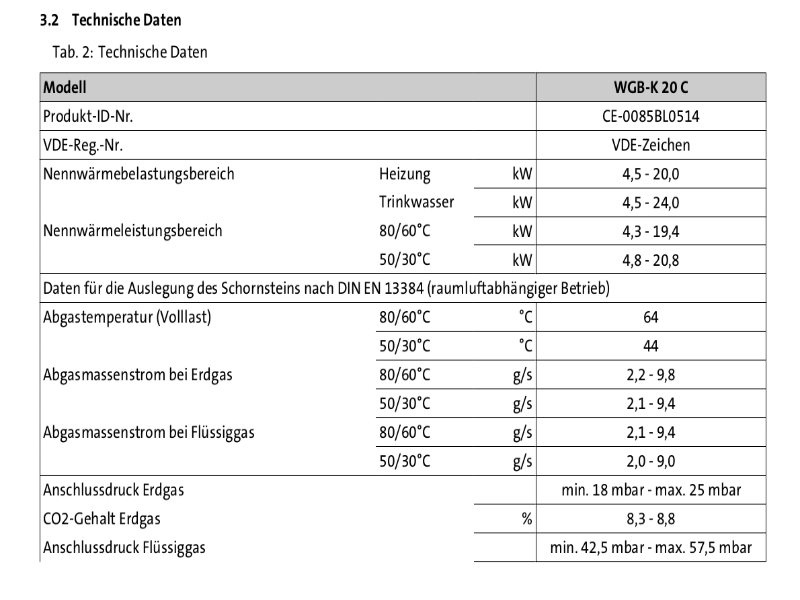 3.2 Technische Daten
Tab. 2: Technische Daten
Modell WGB-K 20 C
Produkt-ID-Nr. CE-0085BL0514
VDE-Reg.-Nr. VDE-Zeichen
Nennwärmebelastungsbereich Heizung kW 4,5 - 20,0
Trinkwasser kW 4,5 - 24,0
Nennwärmeleistungsbereich 80/60°C kW 4,3 - 19,4
50/30°C kW 4,8 - 20,8
Daten für die Auslegung des Schornsteins nach DIN EN 13384 (raumluftabhängiger Betrieb)
Abgastemperatur (Volllast) 80/60°C °C 64
50/30°C °C 44
Abgasmassenstrom bei Erdgas 80/60°C g/s 2,2 - 9,8
50/30°C g/s 2,1 - 9,4
Abgasmassenstrom bei Flüssiggas 80/60°C g/s 2,1 - 9,4
50/30°C g/s 2,0 - 9,0
Anschlussdruck Erdgas min. 18 mbar - max. 25 mbar
CO2-Gehalt Erdgas % 8,3 - 8,8
Anschlussdruck Flüssiggas min. 42,5 mbar - max. 57,5 mbar